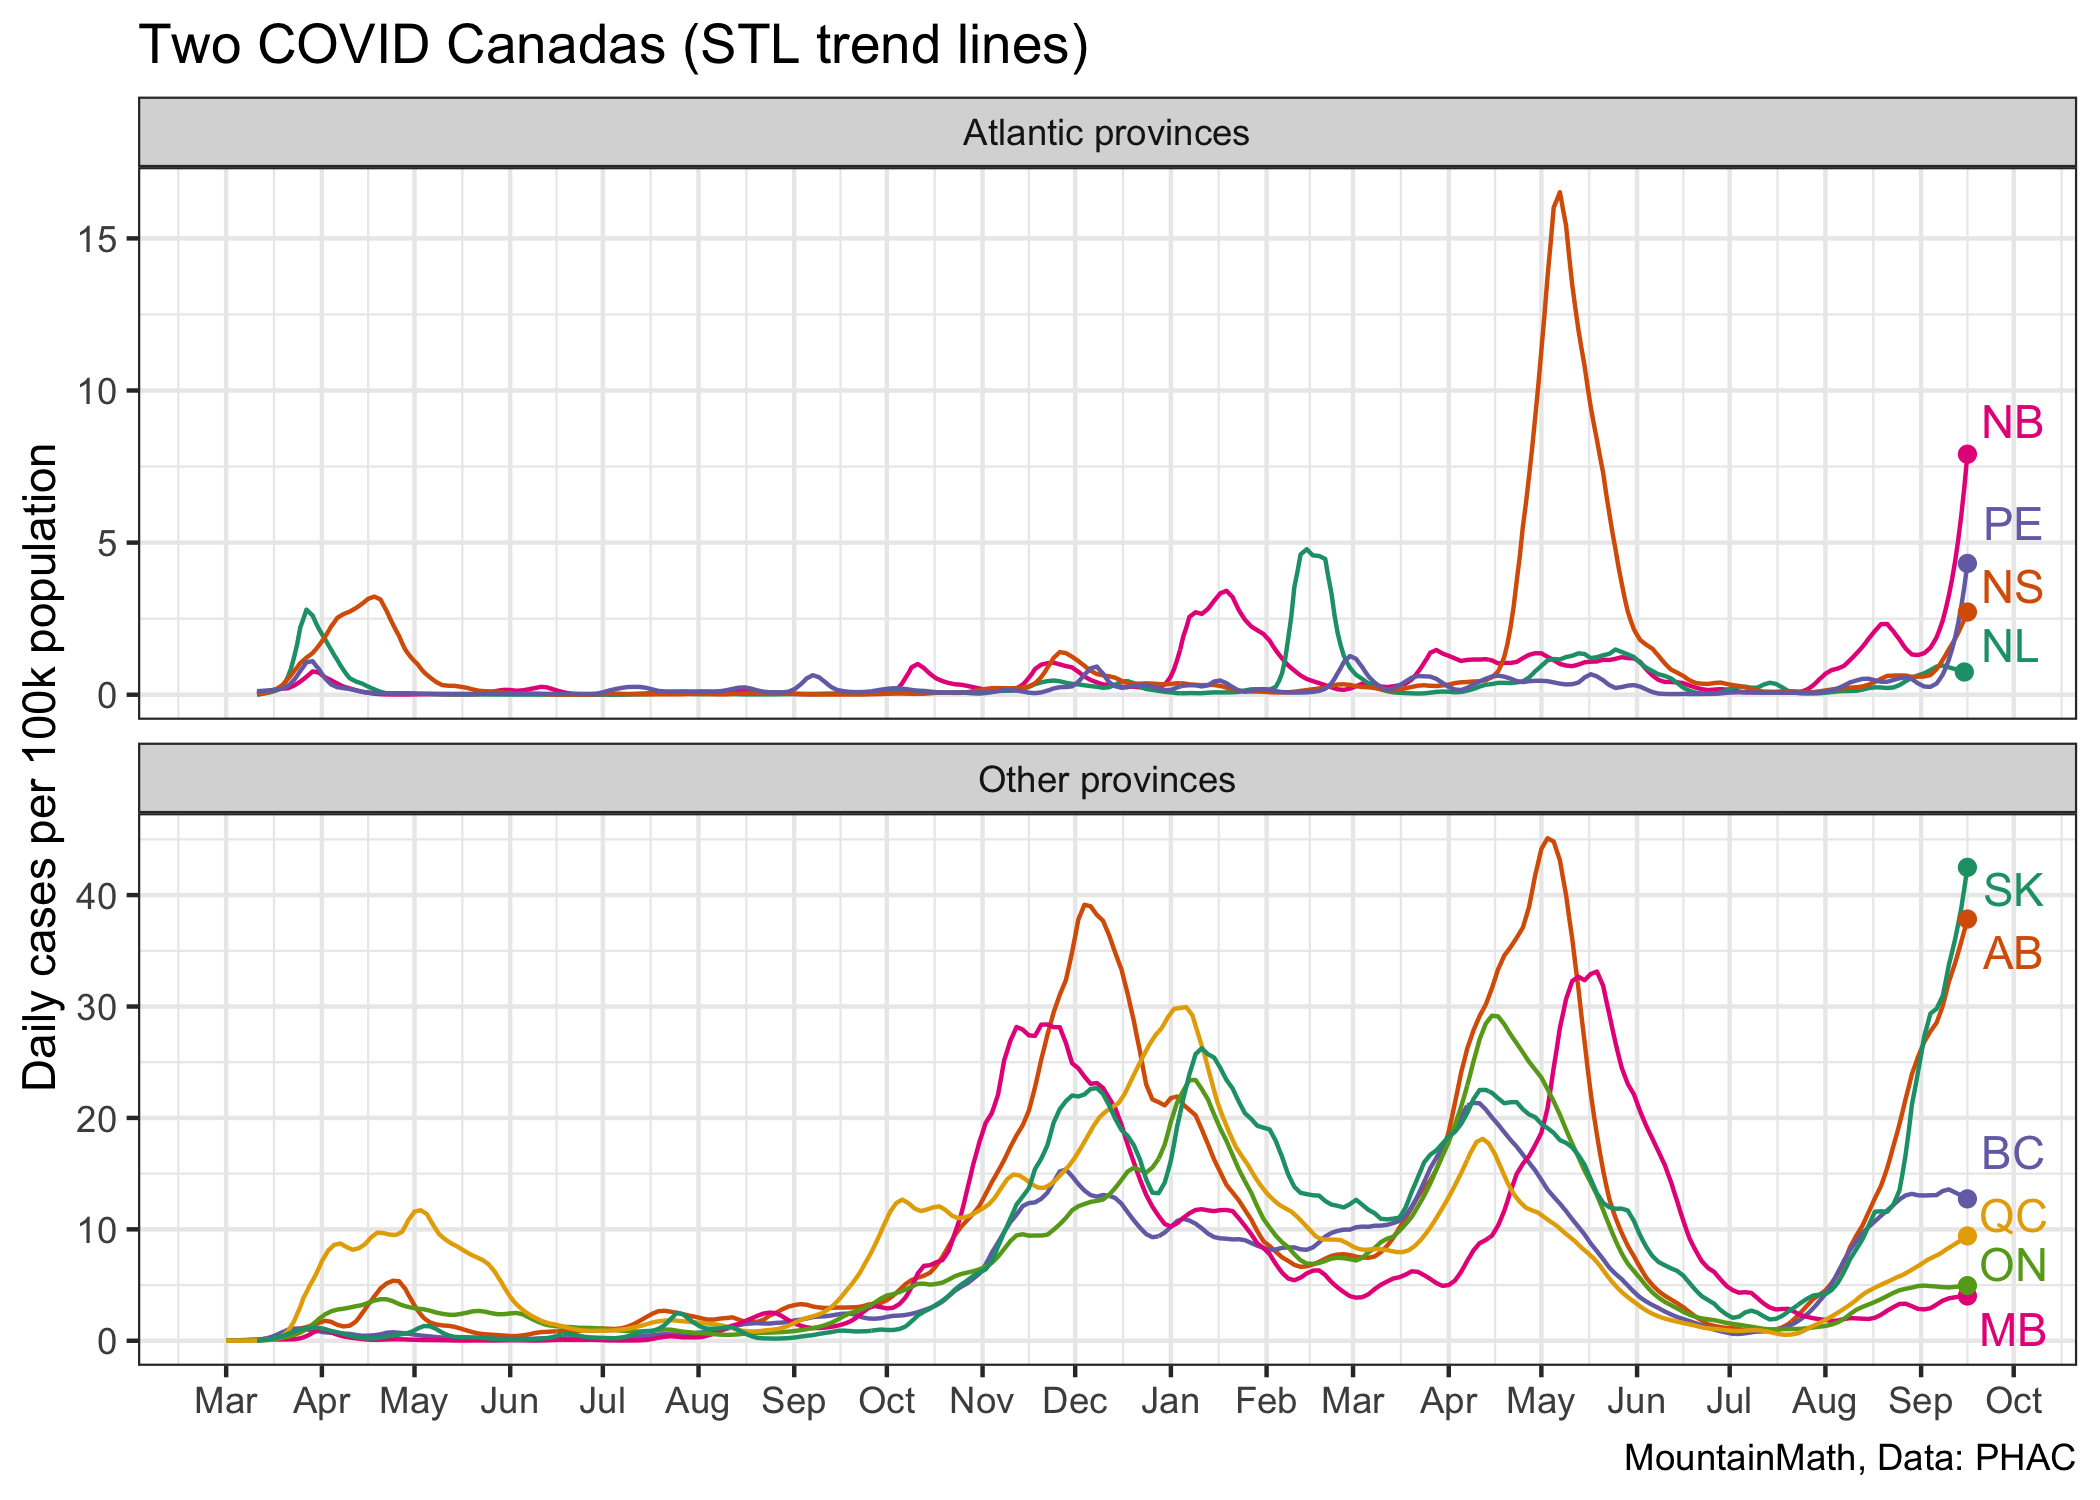 Two COVID Canadas (STL trend lines)
Atlantic provinces
15
10
5
0
NB
PE
NS
NL
Daily cases per 100k population
Other provinces
40
30
20
10
0
SK
AB
BC
QC
ON
MB
Mar Apr May Jun Jul Aug Sep Oct Nov Dec Jan Feb Mar Apr May Jun Jul Aug Sep Oct
MountainMath, Data: PHAC